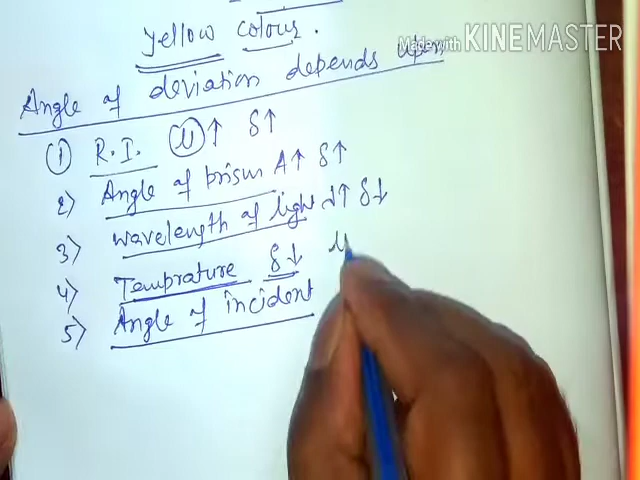 Yellow colour.
Made with KINEMASTER
Angle of deviation depends upon
(1) R.I. (μ)↑ δ↑
2) Angle of prism A↑ δ↑
3) wavelength of light λ↑ δ↓
4) Temprature δ↓ μ
5) Angle of incident